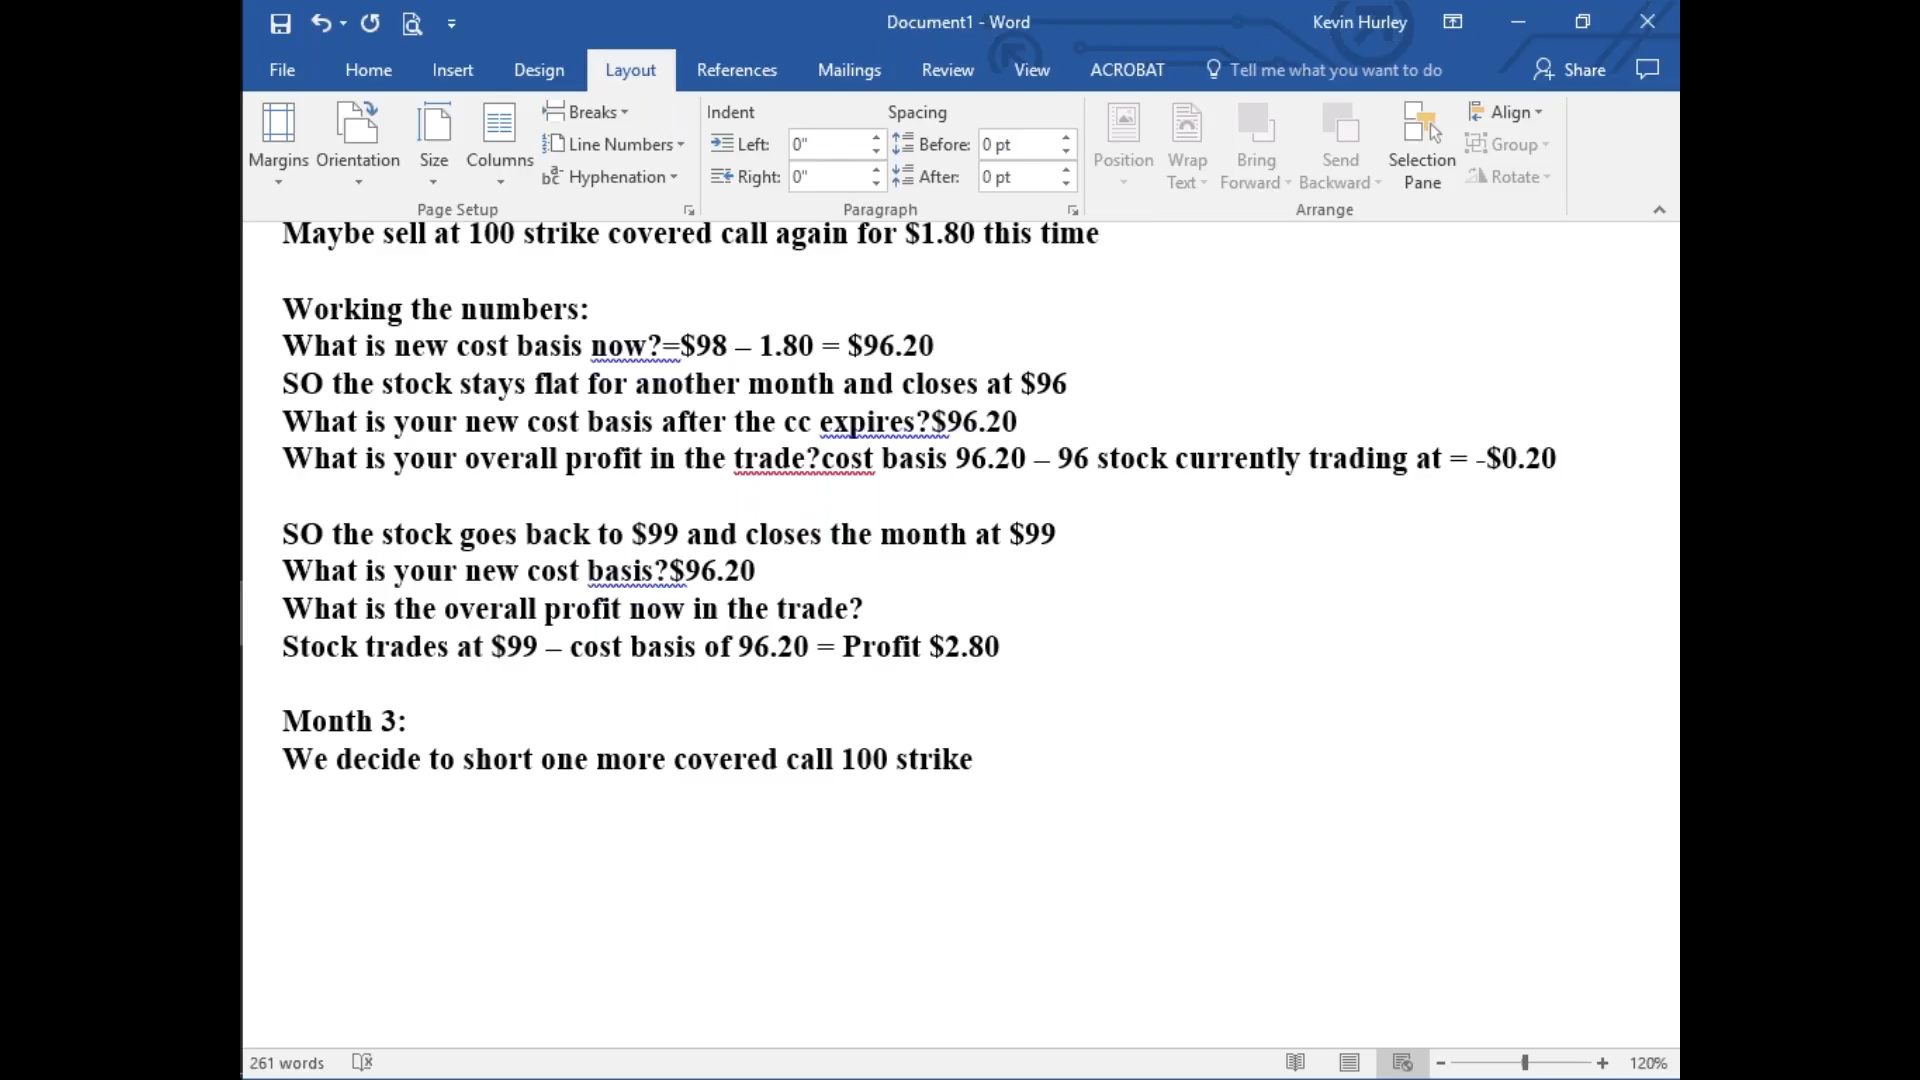 Document1 - Word
Kevin Hurley
File Home Insert Design Layout References Mailings Review View ACROBAT Tell me what you want to do Share
Margins
Orientation
Size
Columns
Breaks
Line Numbers
Hyphenation
Page Setup
Indent
Left: 0"
Right: 0"
Spacing
Before: 0 pt
After: 0 pt
Paragraph
Position
Wrap
Text
Bring
Forward
Send
Backward
Selection
Pane
Align
Group
Rotate
Arrange
Maybe sell at 100 strike covered call again for $1.80 this time
Working the numbers:
What is new cost basis now?=$98 – 1.80 = $96.20
SO the stock stays flat for another month and closes at $96
What is your new cost basis after the cc expires?$96.20
What is your overall profit in the trade?cost basis 96.20 – 96 stock currently trading at = -$0.20
SO the stock goes back to $99 and closes the month at $99
What is your new cost basis?$96.20
What is the overall profit now in the trade?
Stock trades at $99 – cost basis of 96.20 = Profit $2.80
Month 3:
We decide to short one more covered call 100 strike
261 words
120%